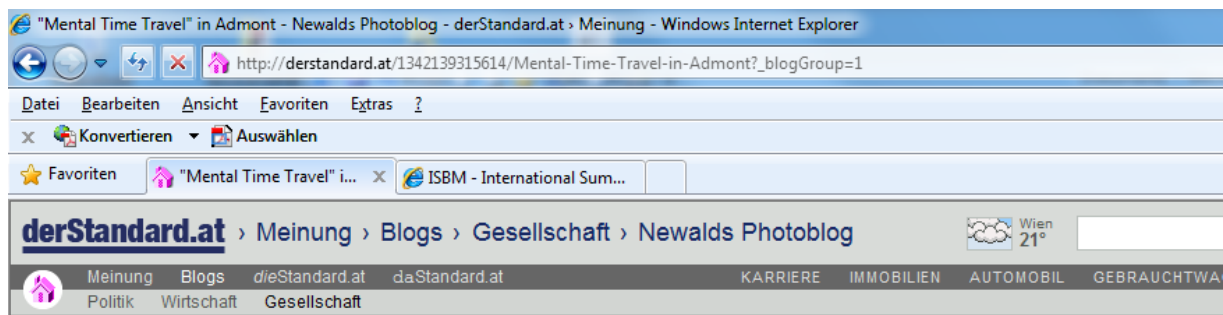 "Mental Time Travel" in Admont - Newalds Photoblog - derStandard.at › Meinung - Windows Internet Explorer
http://derstandard.at/1342139315614/Mental-Time-Travel-in-Admont?_blogGroup=1
Datei Bearbeiten Ansicht Favoriten Extras ?
x Konvertieren Auswählen
Favoriten "Mental Time Travel" i... x ISBM - International Sum...
derStandard.at › Meinung › Blogs › Gesellschaft › Newalds Photoblog Wien
21°
Meinung Blogs dieStandard.at daStandard.at KARRIERE IMMOBILIEN AUTOMOBIL GEBRAUCHTWA
Politik Wirtschaft Gesellschaft